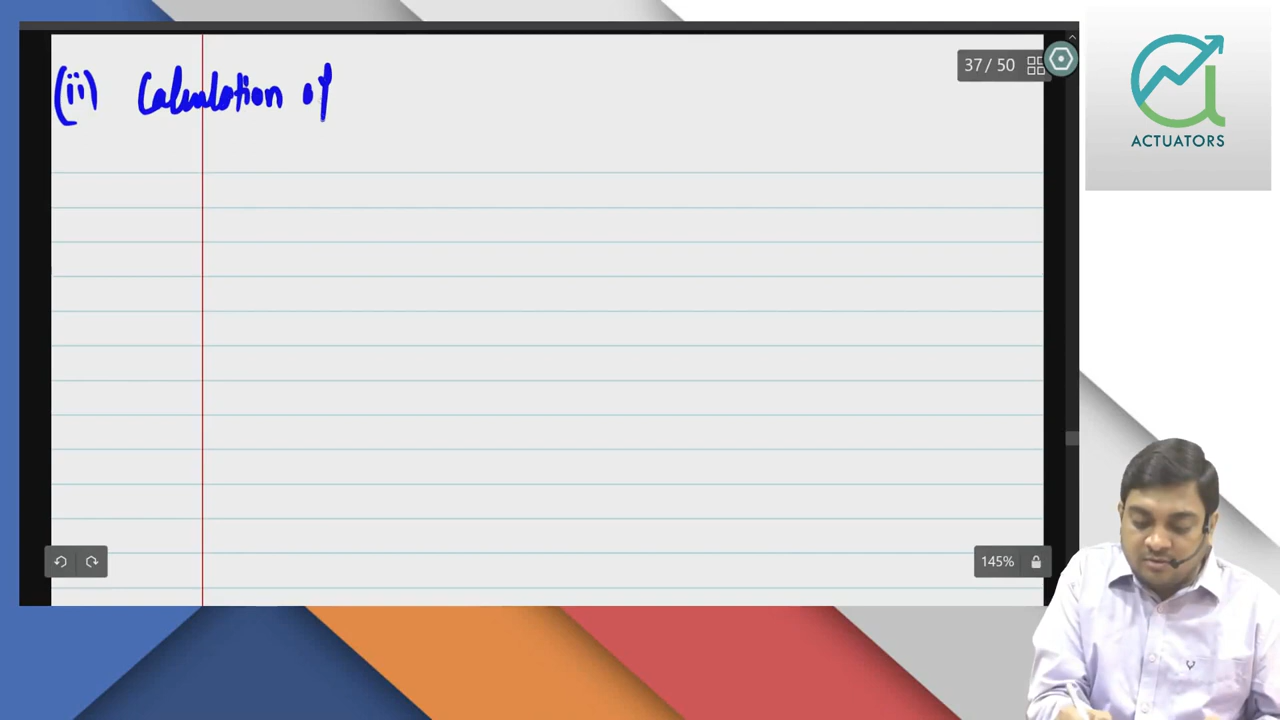 (ii) Calculation of
37 / 50
ACTUATORS
145%